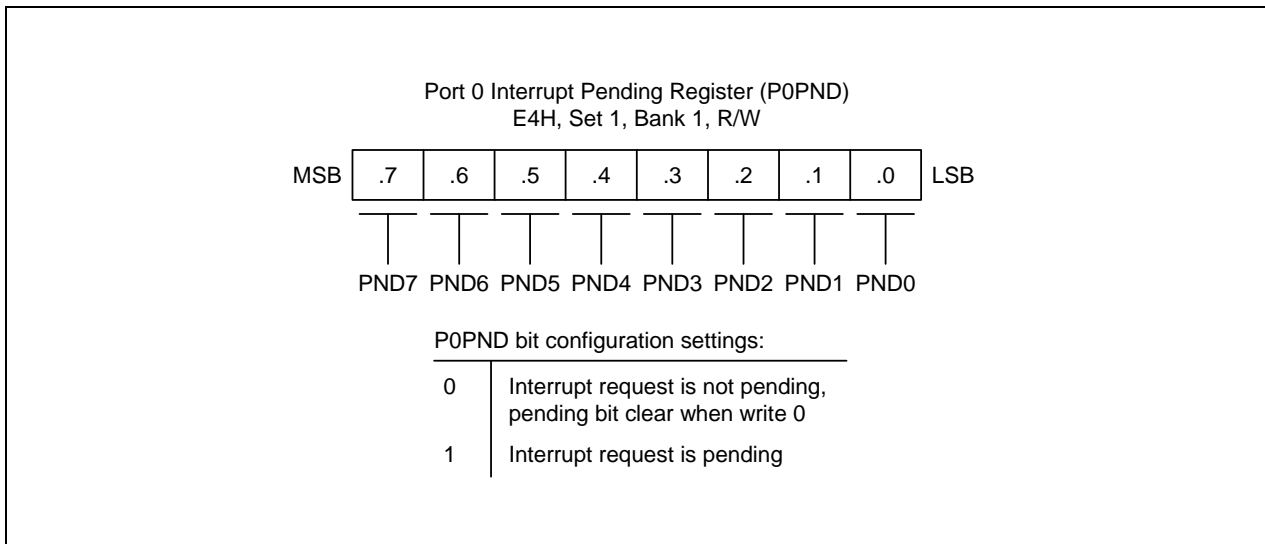 Port 0 Interrupt Pending Register (P0PND)
E4H, Set 1, Bank 1, R/W
MSB .7 .6 .5 .4 .3 .2 .1 .0 LSB
PND7 PND6 PND5 PND4 PND3 PND2 PND1 PND0
P0PND bit configuration settings:
0 Interrupt request is not pending,
pending bit clear when write 0
1 Interrupt request is pending